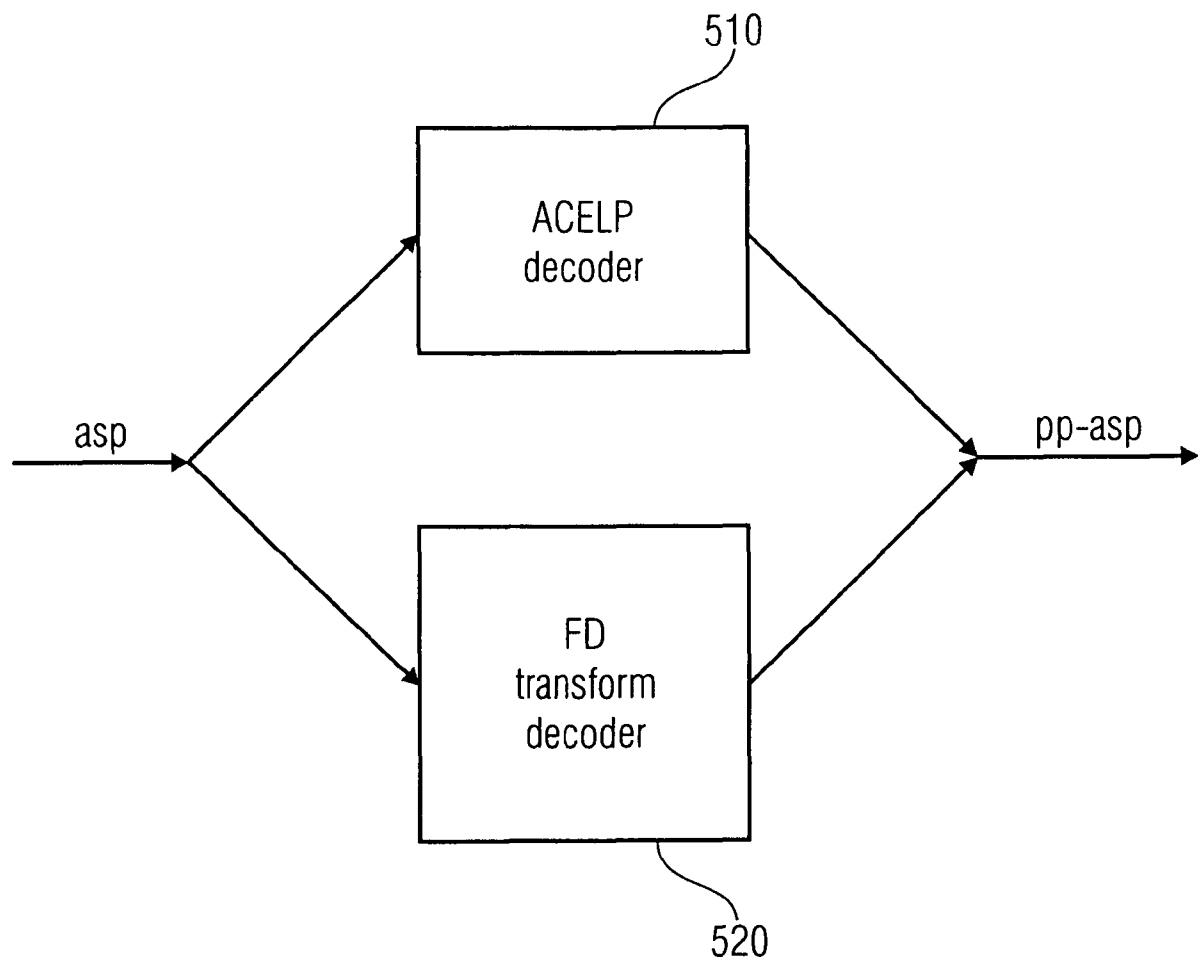 510
ACELP
decoder
asp
pp-asp
FD
transform
decoder
520